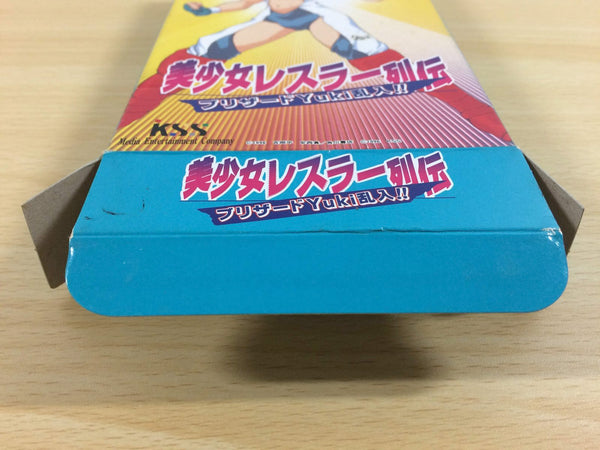 美少女レスラー列伝
ブリザードYuki乱入!!
KSS
Media Entertainment Company
美少女レスラー列伝
ブリザードYuki乱入!!